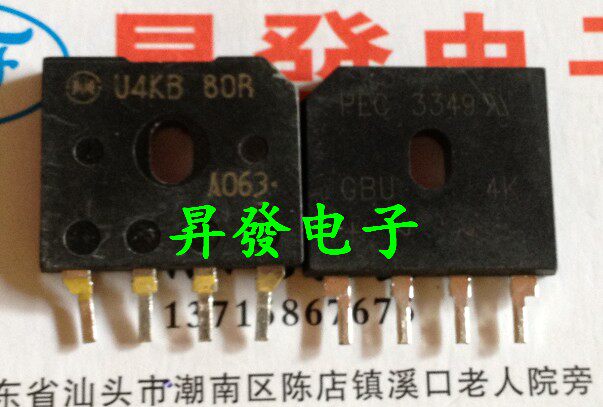 昇發电子
U4KB 80R
A063
PEC 3349
GBU 4K
昇發电子
东省汕头市潮南区陈店镇溪口老人院旁